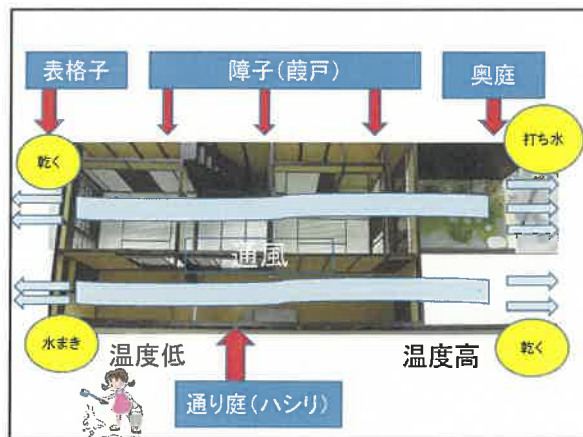 表格子
障子(葭戸)
奥庭
乾く
打ち水
通風
水まき
温度低
温度高
乾く
通り庭(ハシリ)